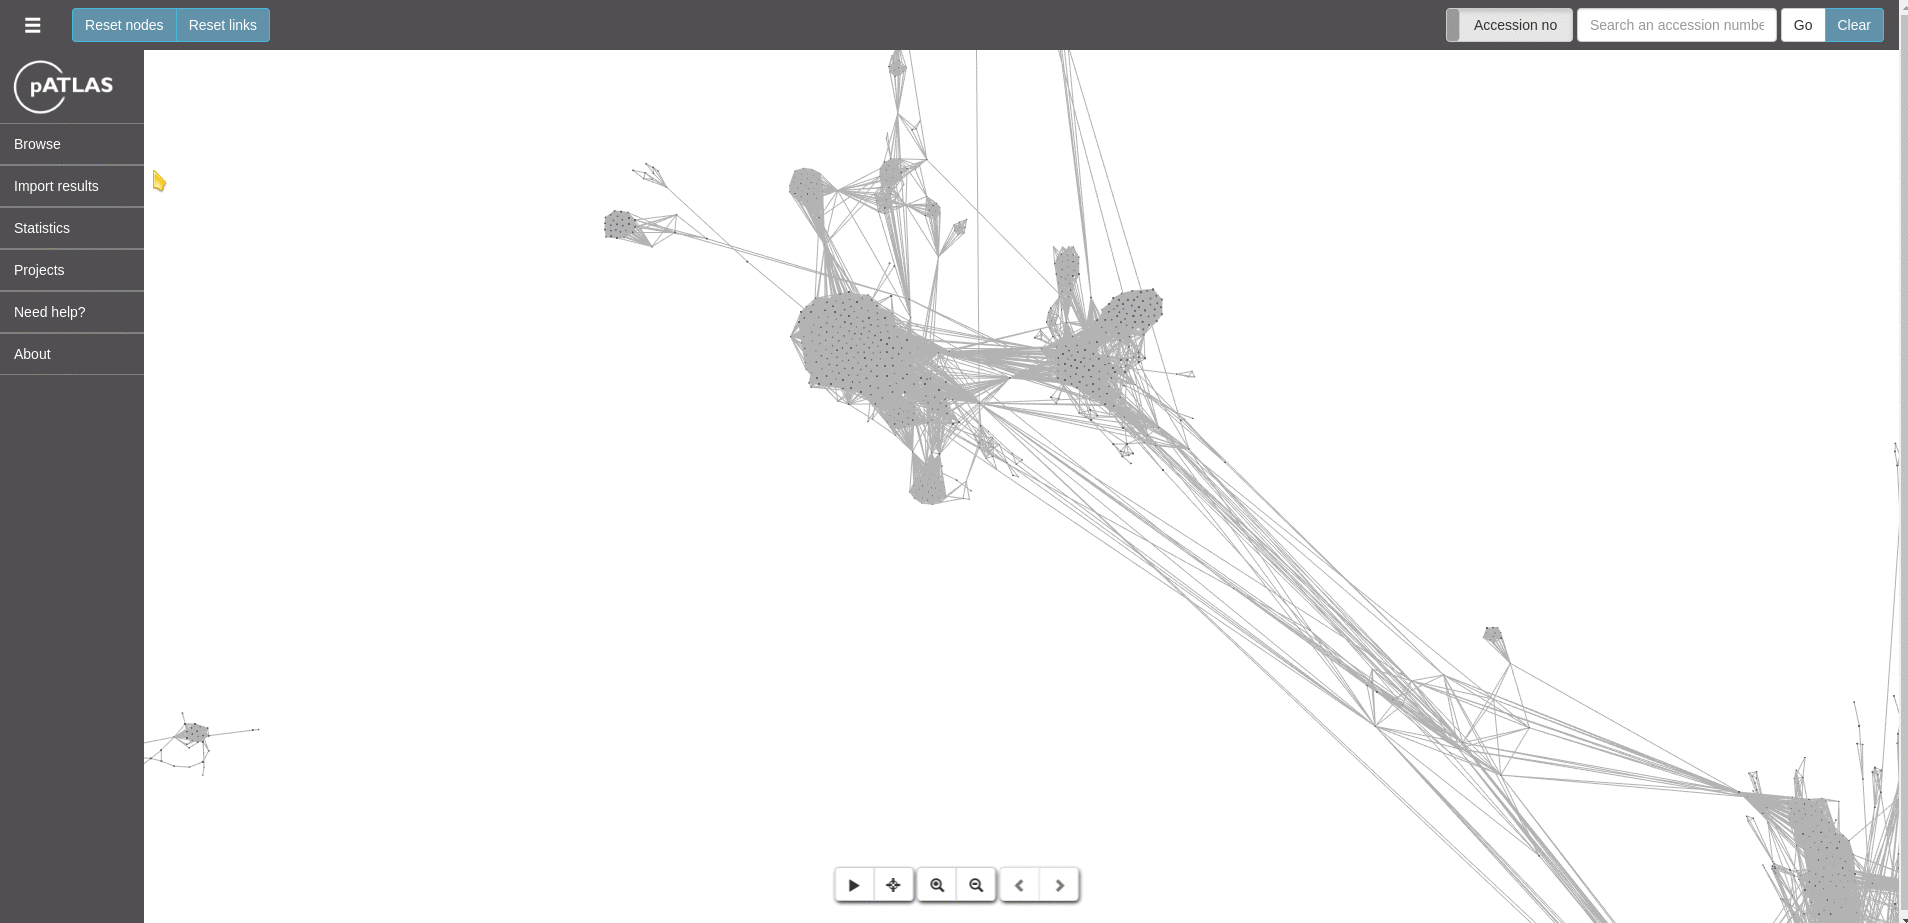 Reset nodes
Reset links
Accession no
Search an accession numbe
Go
Clear
pATLAS
Browse
Import results
Statistics
Projects
Need help?
About